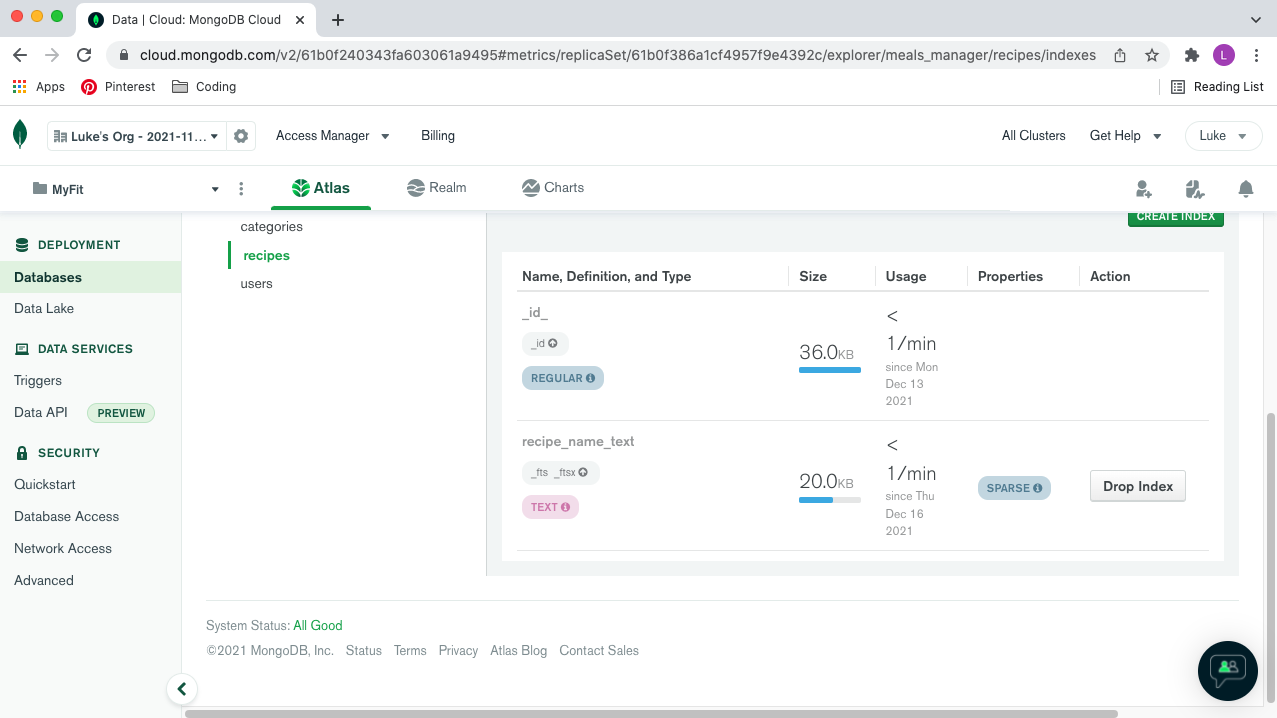 Data | Cloud: MongoDB Cloud
cloud.mongodb.com/v2/61b0f240343fa603061a9495#metrics/replicaSet/61b0f386a1cf4957f9e4392c/explorer/meals_manager/recipes/indexes
L
Apps Pinterest Coding Reading List
Luke's Org - 2021-11... Access Manager Billing All Clusters Get Help Luke
MyFit Atlas Realm Charts
DEPLOYMENT
Databases
Data Lake
DATA SERVICES
Triggers
Data API PREVIEW
SECURITY
Quickstart
Database Access
Network Access
Advanced
categories
recipes
users
CREATE INDEX
Name, Definition, and Type Size Usage Properties Action
_id_
_id
REGULAR
36.0KB
<
1/min
since Mon
Dec 13
2021
recipe_name_text
_fts _ftsx
TEXT
20.0KB
<
1/min
since Thu
Dec 16
2021
SPARSE
Drop Index
System Status: All Good
©2021 MongoDB, Inc. Status Terms Privacy Atlas Blog Contact Sales